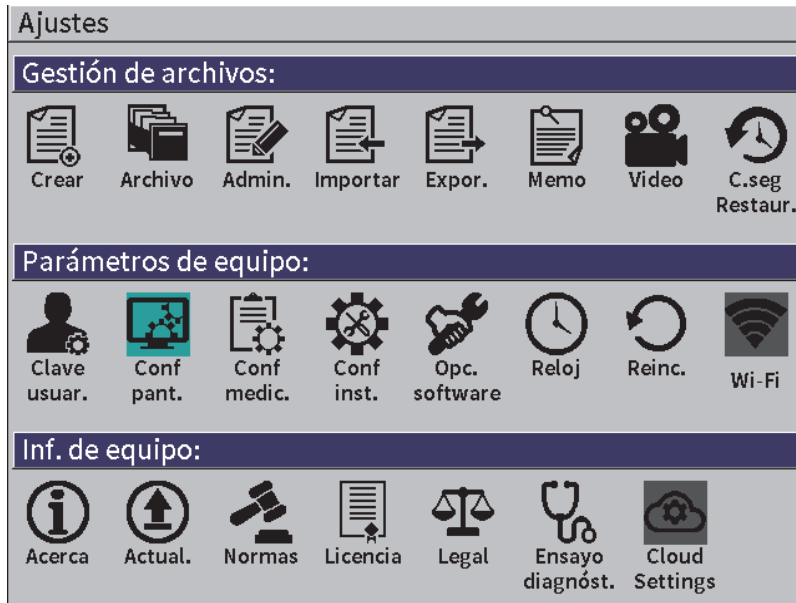 Ajustes
Gestión de archivos:
Crear
Archivo
Admin.
Importar
Expor.
Memo
Video
C.seg
Restaur.
Parámetros de equipo:
Clave
usuar.
Conf
pant.
Conf
medic.
Conf
inst.
Opc.
software
Reloj
Reinc.
Wi-Fi
Inf. de equipo:
Acerca
Actual.
Normas
Licencia
Legal
Ensayo
diagnóst.
Cloud
Settings